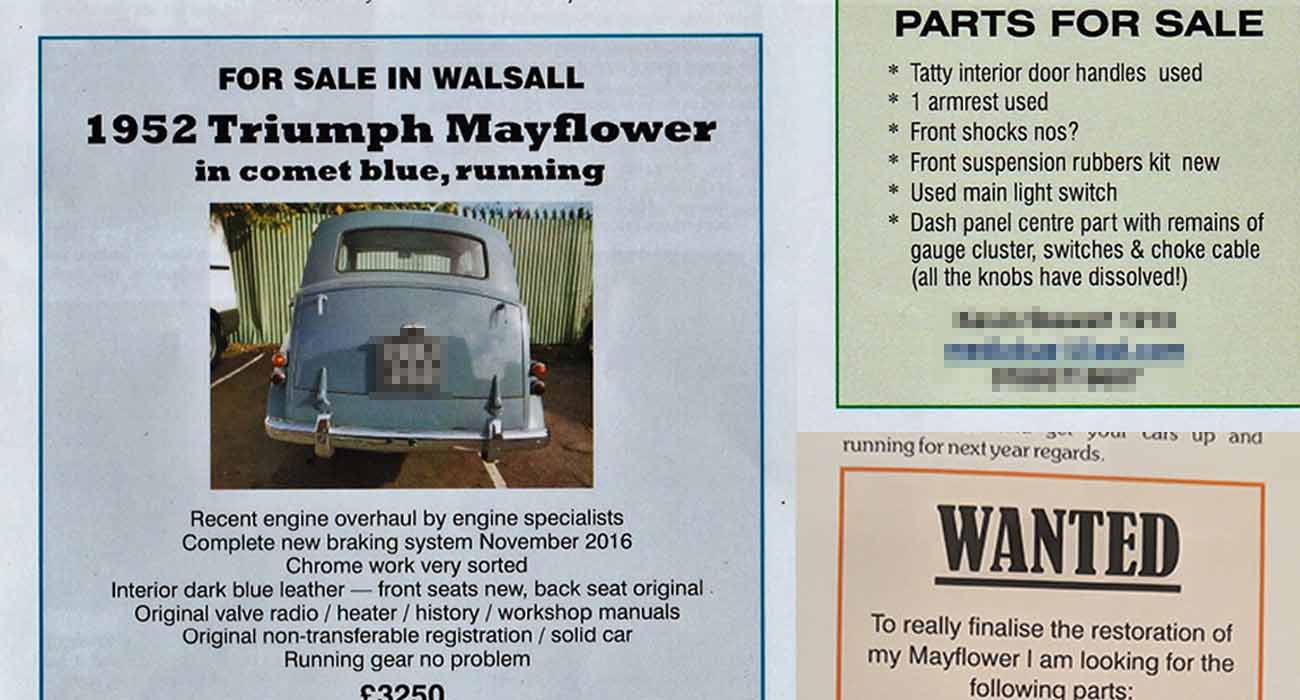 FOR SALE IN WALSALL
1952 Triumph Mayflower
in comet blue, running
Recent engine overhaul by engine specialists
Complete new braking system November 2016
Chrome work very sorted
Interior dark blue leather — front seats new, back seat original
Original valve radio / heater / history / workshop manuals
Original non-transferable registration / solid car
Running gear no problem
£3250
PARTS FOR SALE
* Tatty interior door handles used
* 1 armrest used
* Front shocks nos?
* Front suspension rubbers kit new
* Used main light switch
* Dash panel centre part with remains of
gauge cluster, switches & choke cable
(all the knobs have dissolved!)
your cars up and
running for next year regards.
WANTED
To really finalise the restoration of
my Mayflower I am looking for the
following parts: